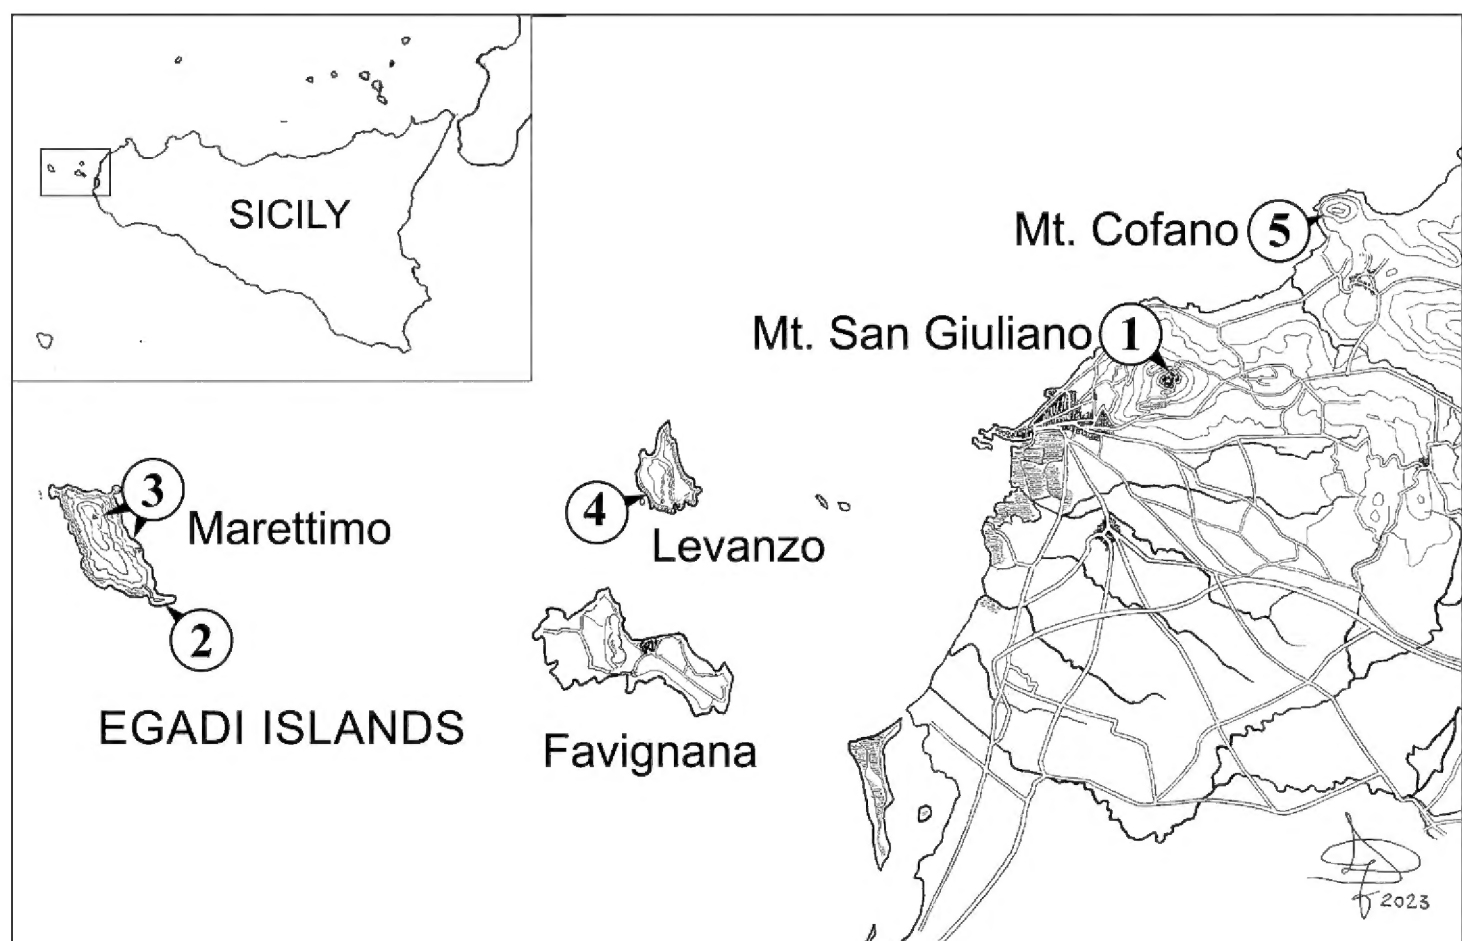 SICILY
Mt. Cofano 5
Mt. San Giuliano 1
3
Marettimo
4
Levanzo
2
EGADI ISLANDS
Favignana
2023